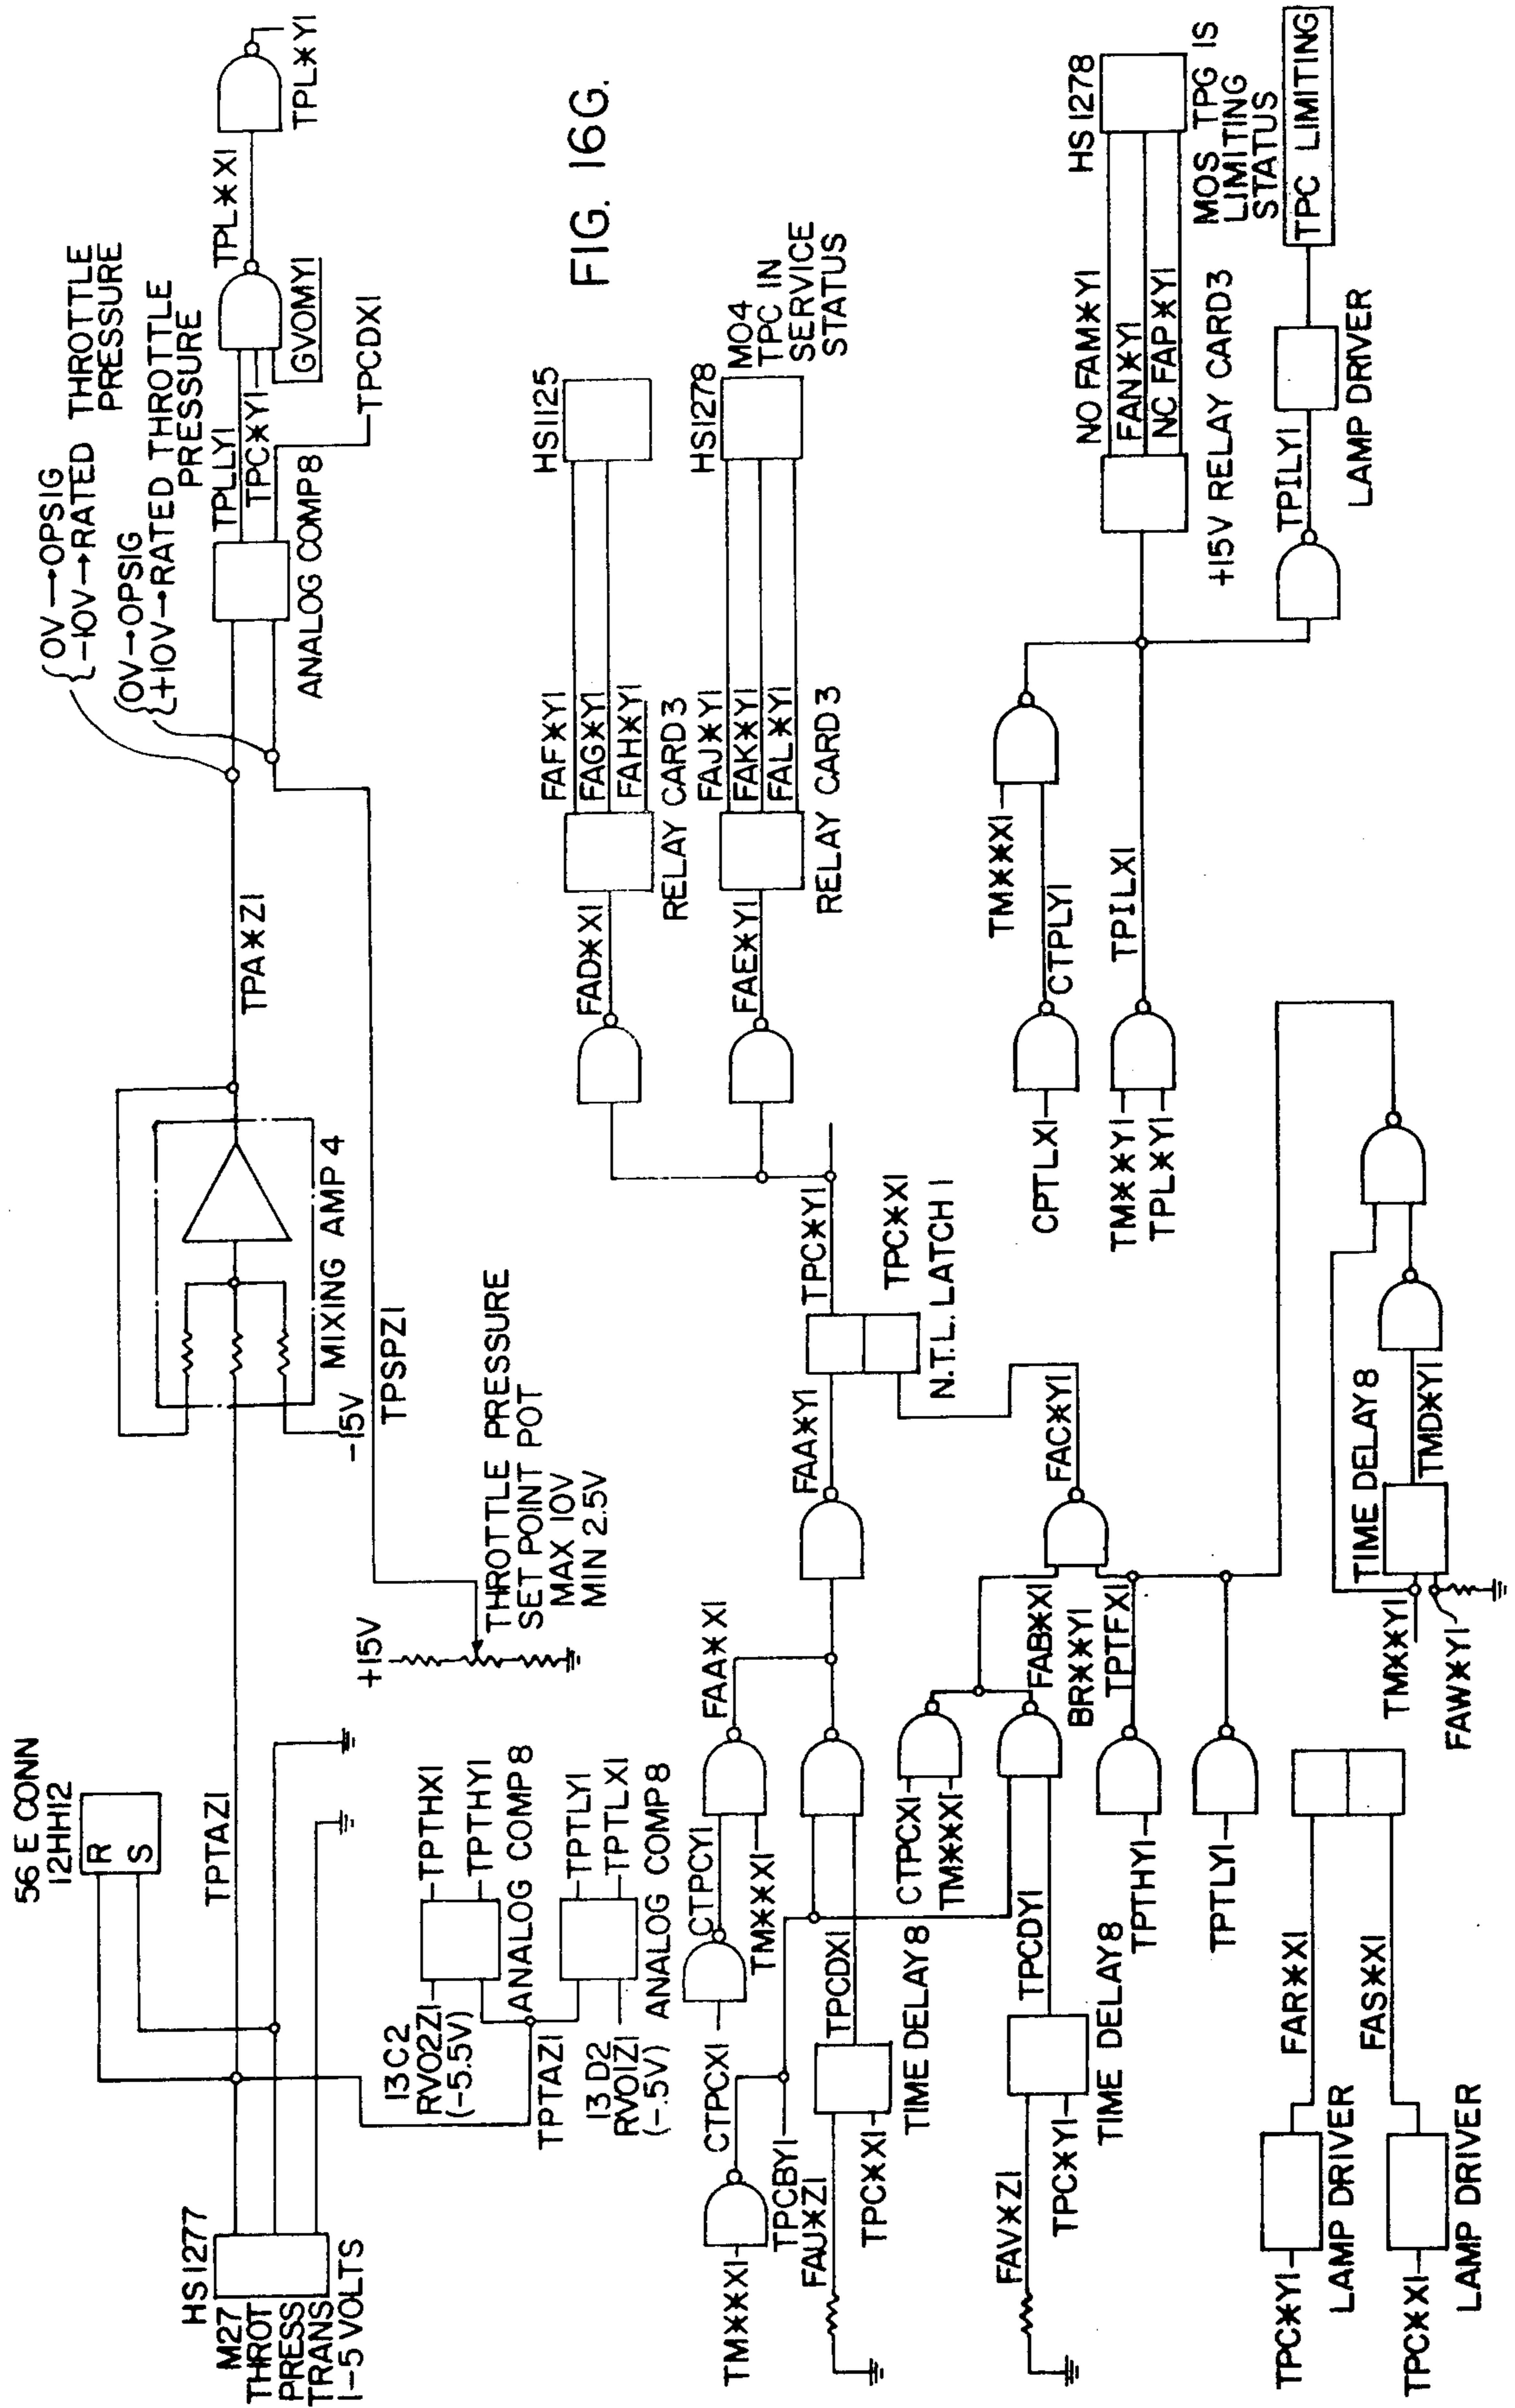 FIG. 16G.
56 E CONN
12HH12
R
S
HS1277
M27
THROT
PRESS
TRANS
1-5 VOLTS
TPTAZ1
-15V
MIXING AMP 4
TPA*Z1
{0V→0PSIG
{-10V→RATED THROTTLE
PRESSURE
{0V→0PSIG
{+10V→RATED THROTTLE
PRESSURE
TPLLY1
TPC*Y1
ANALOG COMP 8
GVOMY1
TPCDX1
TPL*X1
TPL*Y1
+15V
TPSPZ1
THROTTLE PRESSURE
SET POINT POT
MAX 10V
MIN 2.5V
13C2
RV02Z1
(-5.5V)
TPTHX1
TPTHY1
ANALOG COMP 8
TPTAZ1
13 D2
RV01Z1
(-.5V)
TPTLY1
TPTLX1
ANALOG COMP 8
CTPCX1
CTPCY1
TM**X1
FAA*X1
FAA*Y1
TM**X1
TPCBY1
FAU*Z1
TPC*X1
TPCDX1
TIME DELAY 8
FAV*Z1
TPC*Y1
TPCDY1
TIME DELAY 8
CTPCX1
TM**X1
FAB*X1
BR**Y1
TPTFX1
FAC*Y1
TPTHY1
TPTLY1
TPC*Y1
TPC*X1
N.T.L. LATCH 1
FAD*X1
FAE*Y1
FAF*Y1
FAG*Y1
FAH*Y1
RELAY CARD 3
HS1125
FAJ*Y1
FAK*Y1
FAL*Y1
RELAY CARD 3
HS1278
M04
TPC IN
SERVICE
STATUS
CPTLX1
CTPLY1
TM**X1
TM**Y1
TPL*Y1
TPILX1
NO FAM*Y1
FAN*Y1
NC FAP*Y1
+15V RELAY CARD 3
HS 1278
MOS TPG IS
LIMITING
STATUS
TPILY1
LAMP DRIVER
TPC LIMITING
TM**Y1
FAW*Y1
TIME DELAY 8
TMD*Y1
TPC*Y1
LAMP DRIVER
FAR*X1
TPC*X1
LAMP DRIVER
FAS*X1